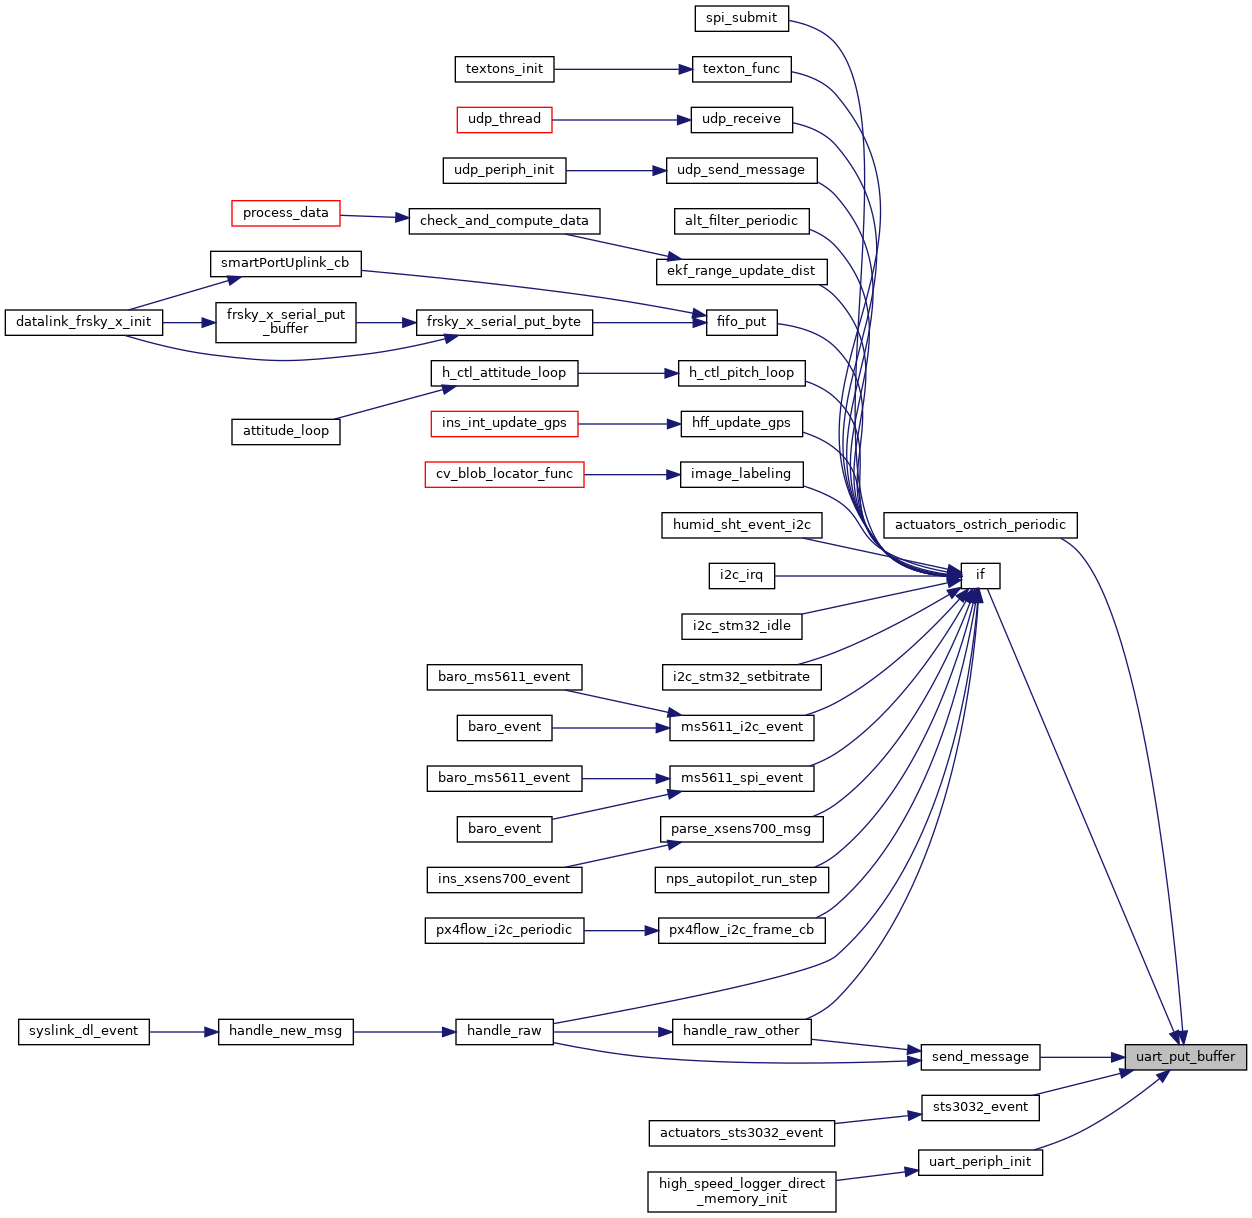 spi_submit
textons_init
texton_func
udp_thread
udp_receive
udp_periph_init
udp_send_message
process_data
check_and_compute_data
alt_filter_periodic
smartPortUplink_cb
ekf_range_update_dist
datalink_frsky_x_init
frsky_x_serial_put
_buffer
frsky_x_serial_put_byte
fifo_put
h_ctl_attitude_loop
h_ctl_pitch_loop
attitude_loop
ins_int_update_gps
hff_update_gps
cv_blob_locator_func
image_labeling
humid_sht_event_i2c
actuators_ostrich_periodic
i2c_irq
if
i2c_stm32_idle
baro_ms5611_event
i2c_stm32_setbitrate
baro_event
ms5611_i2c_event
baro_ms5611_event
ms5611_spi_event
baro_event
parse_xsens700_msg
ins_xsens700_event
nps_autopilot_run_step
px4flow_i2c_periodic
px4flow_i2c_frame_cb
syslink_dl_event
handle_new_msg
handle_raw
handle_raw_other
send_message
uart_put_buffer
sts3032_event
actuators_sts3032_event
uart_periph_init
high_speed_logger_direct
_memory_init